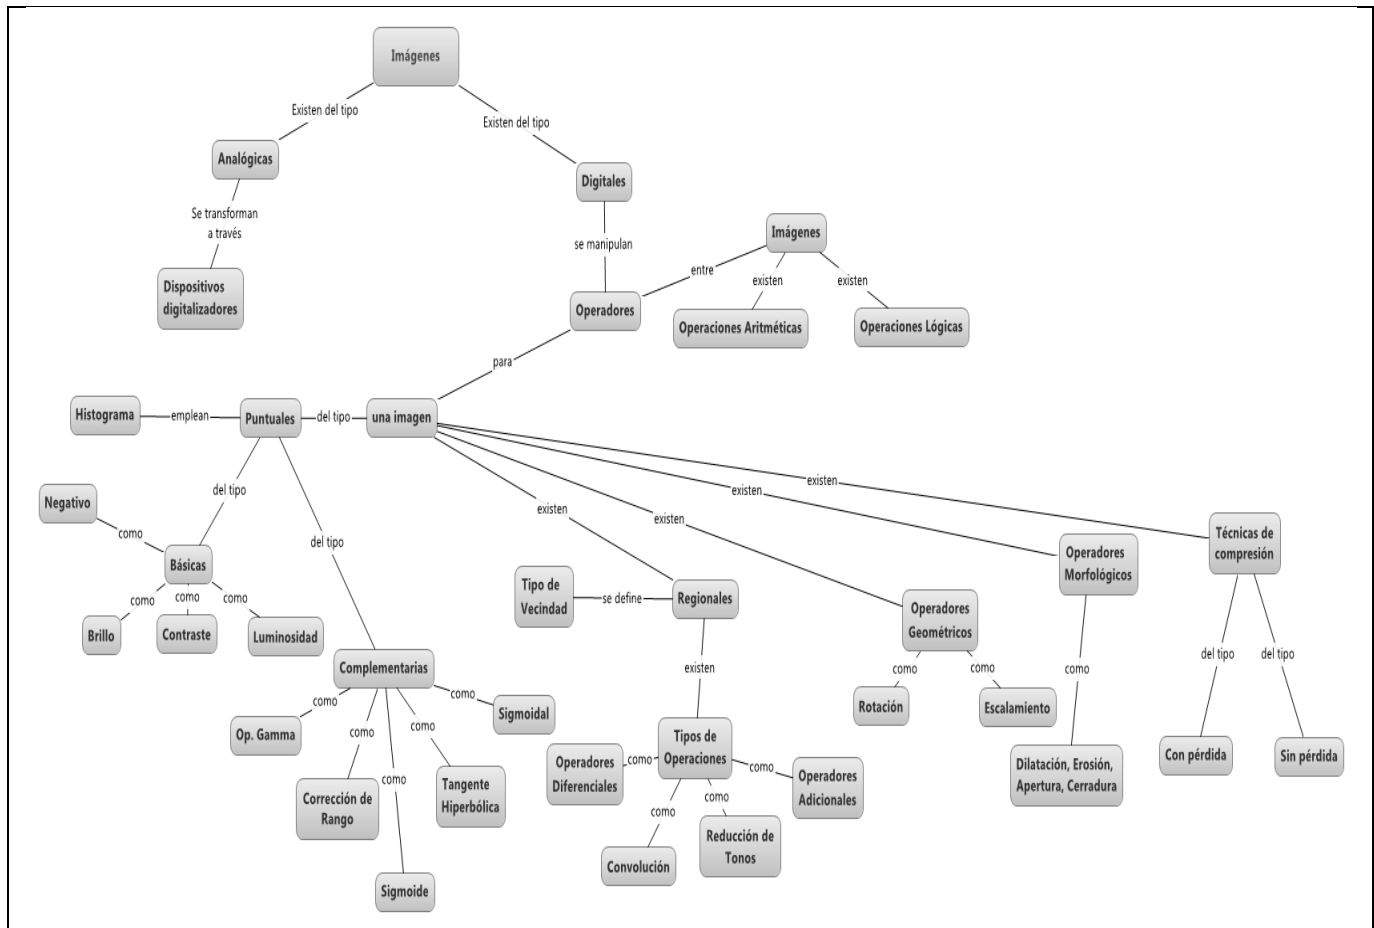 Imágenes
Existen del tipo
Existen del tipo
Analógicas
Digitales
Se transforman
a través
Imágenes
se manipulan
entre
existen
existen
Dispositivos
digitalizadores
Operadores
Operaciones Aritméticas
Operaciones Lógicas
para
Histograma
emplean
Puntuales
del tipo
una imagen
existen
existen
existen
existen
del tipo
Negativo
como
del tipo
Básicas
como
como
como
Brillo
Contraste
Luminosidad
Técnicas de
compresión
Operadores
Morfológicos
Tipo de
Vecindad
se define
Regionales
Operadores
Geométricos
Complementarias
como
como
como
como
como
Op. Gamma
Sigmoidal
Corrección de
Rango
Tangente
Hiperbólica
Sigmoide
existen
Tipos de
Operaciones
como
como
como
como
Operadores
Diferenciales
Operadores
Adicionales
Convolución
Reducción de
Tonos
como
como
Rotación
Escalamiento
como
Dilatación, Erosión,
Apertura, Cerradura
del tipo
del tipo
Con pérdida
Sin pérdida